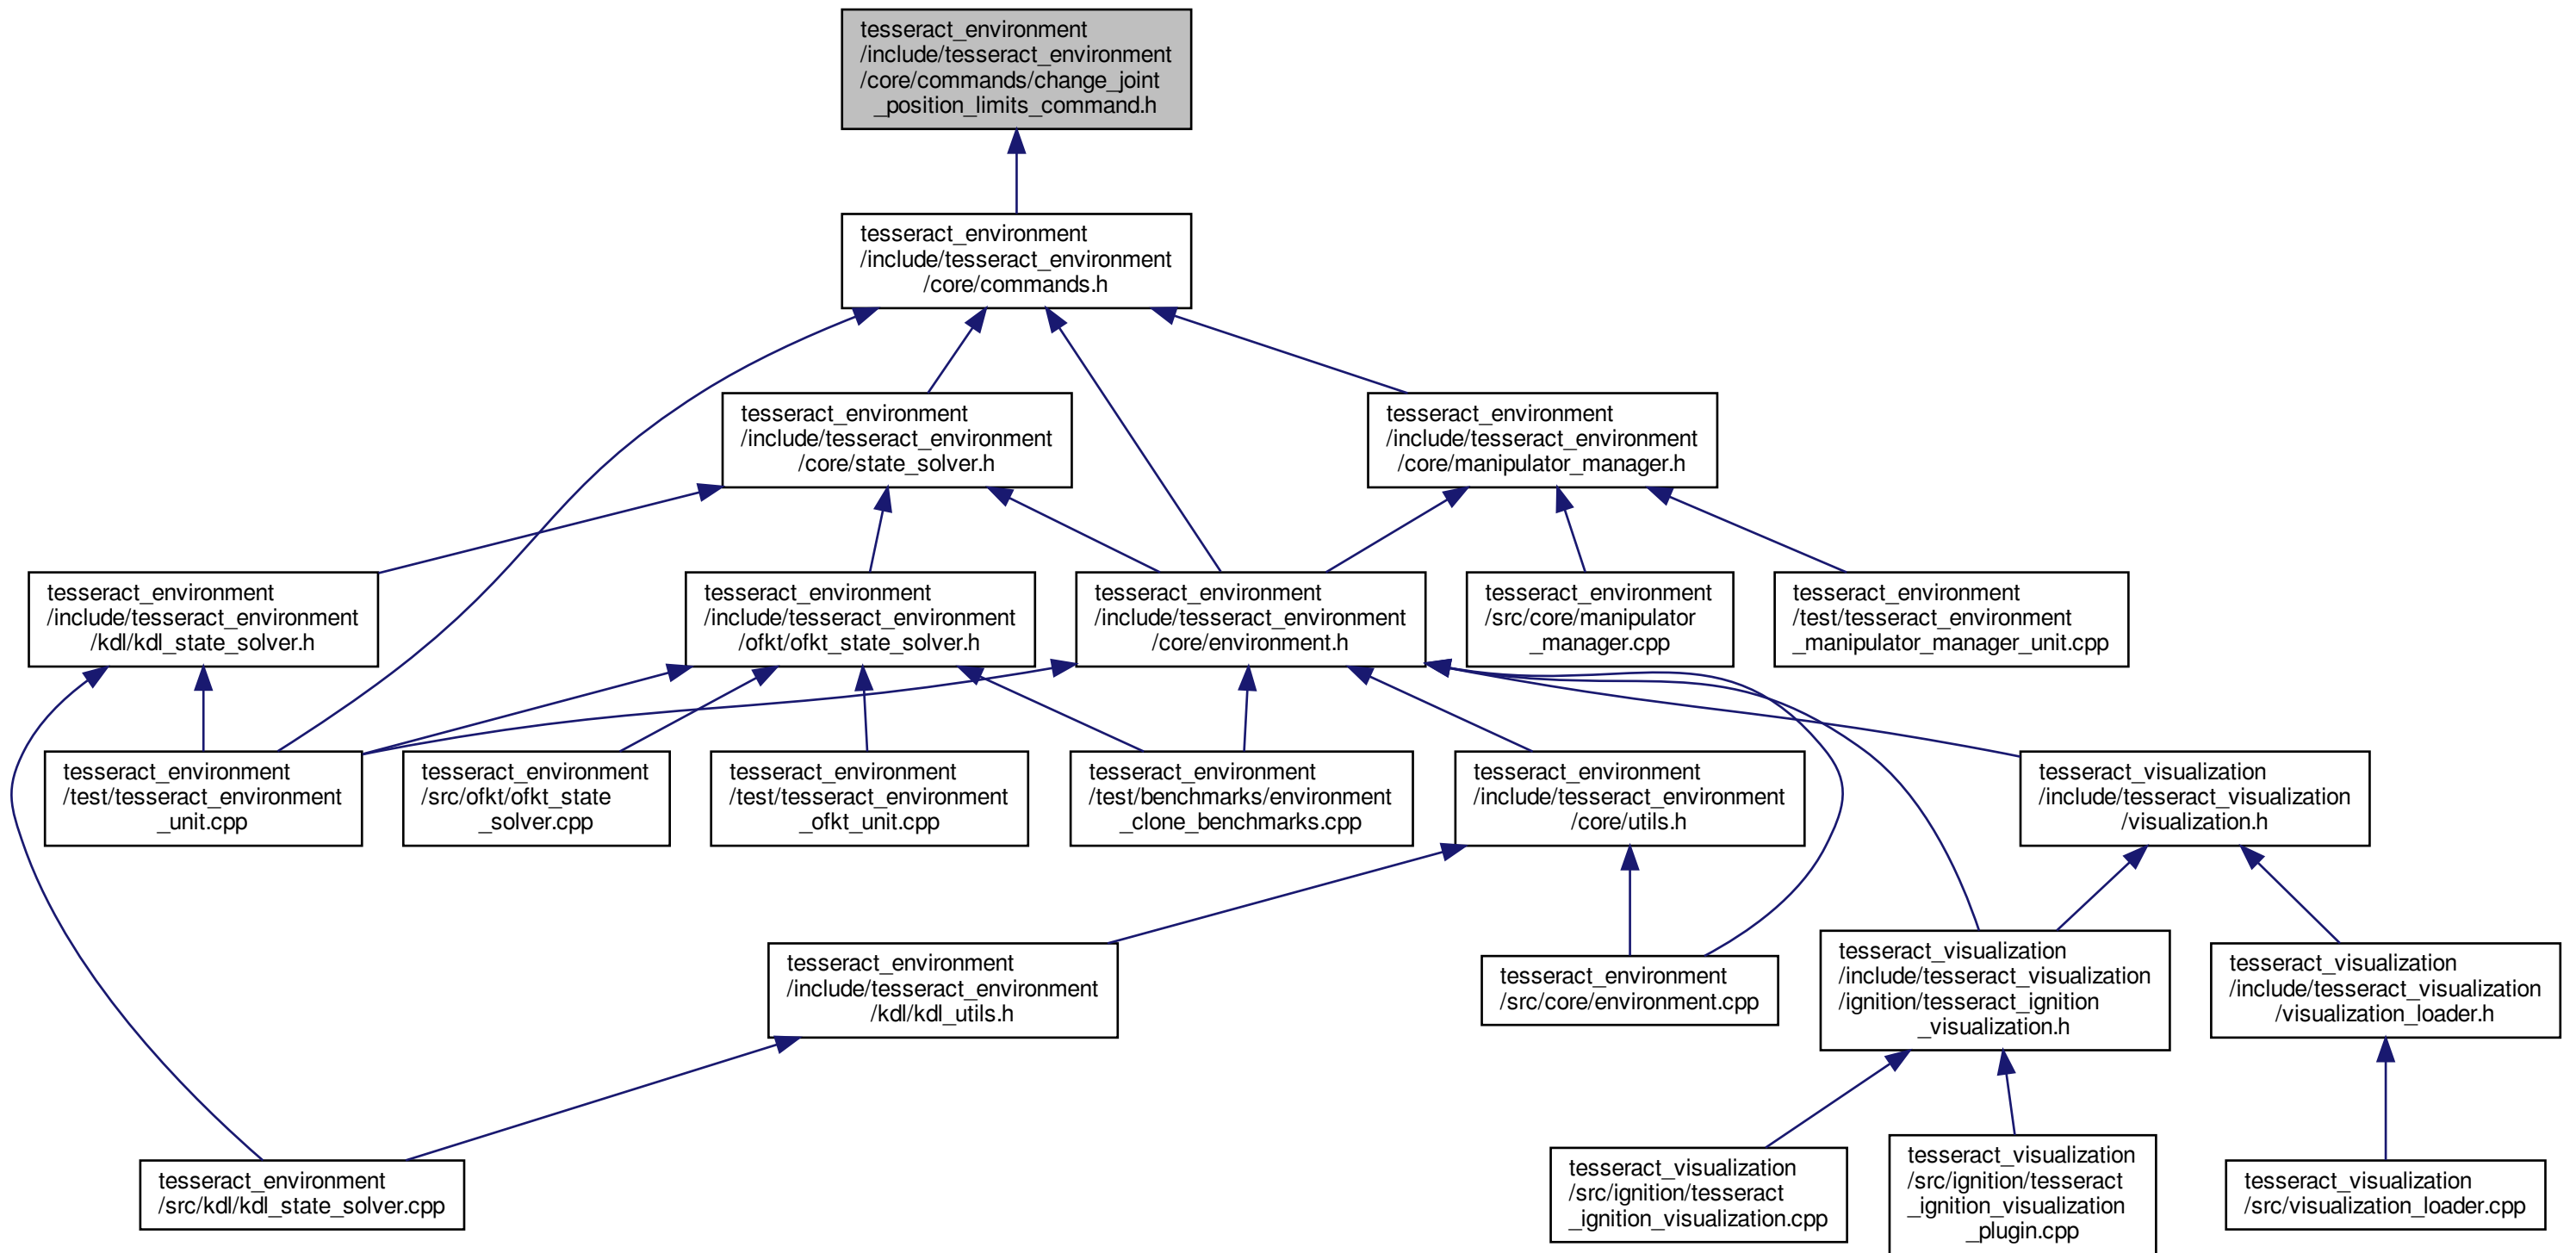 tesseract_environment
/include/tesseract_environment
/core/commands/change_joint
_position_limits_command.h
tesseract_environment
/include/tesseract_environment
/core/commands.h
tesseract_environment
/include/tesseract_environment
/core/state_solver.h
tesseract_environment
/include/tesseract_environment
/core/manipulator_manager.h
tesseract_environment
/include/tesseract_environment
/kdl/kdl_state_solver.h
tesseract_environment
/include/tesseract_environment
/ofkt/ofkt_state_solver.h
tesseract_environment
/include/tesseract_environment
/core/environment.h
tesseract_environment
/src/core/manipulator
_manager.cpp
tesseract_environment
/test/tesseract_environment
_manipulator_manager_unit.cpp
tesseract_environment
/test/tesseract_environment
_unit.cpp
tesseract_environment
/src/ofkt/ofkt_state
_solver.cpp
tesseract_environment
/test/tesseract_environment
_ofkt_unit.cpp
tesseract_environment
/test/benchmarks/environment
_clone_benchmarks.cpp
tesseract_environment
/include/tesseract_environment
/core/utils.h
tesseract_visualization
/include/tesseract_visualization
/visualization.h
tesseract_environment
/include/tesseract_environment
/kdl/kdl_utils.h
tesseract_environment
/src/core/environment.cpp
tesseract_visualization
/include/tesseract_visualization
/ignition/tesseract_ignition
_visualization.h
tesseract_visualization
/include/tesseract_visualization
/visualization_loader.h
tesseract_environment
/src/kdl/kdl_state_solver.cpp
tesseract_visualization
/src/ignition/tesseract
_ignition_visualization.cpp
tesseract_visualization
/src/ignition/tesseract
_ignition_visualization
_plugin.cpp
tesseract_visualization
/src/visualization_loader.cpp